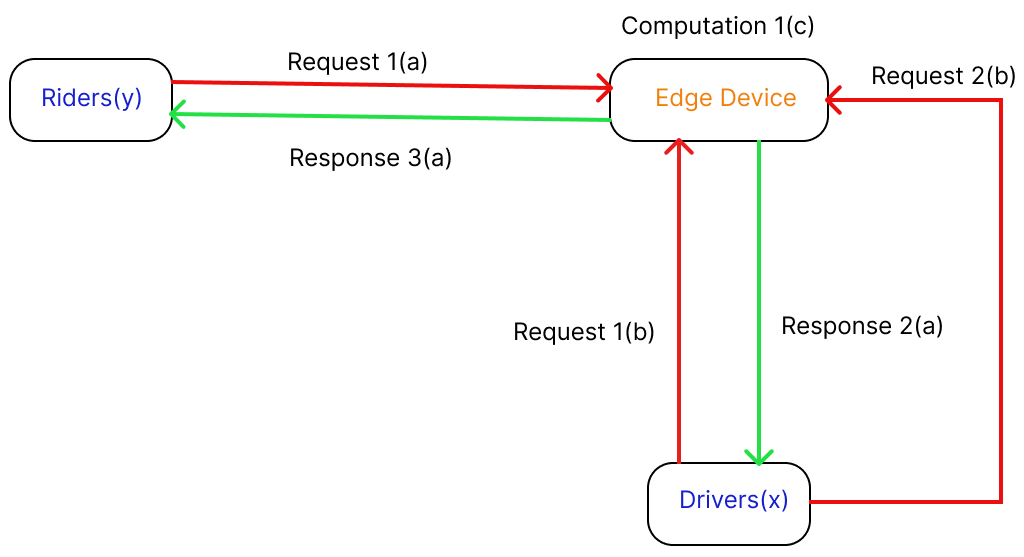 Computation 1(c)
Request 1(a)
Request 2(b)
Riders(y)
Edge Device
Response 3(a)
Request 1(b)
Response 2(a)
Drivers(x)